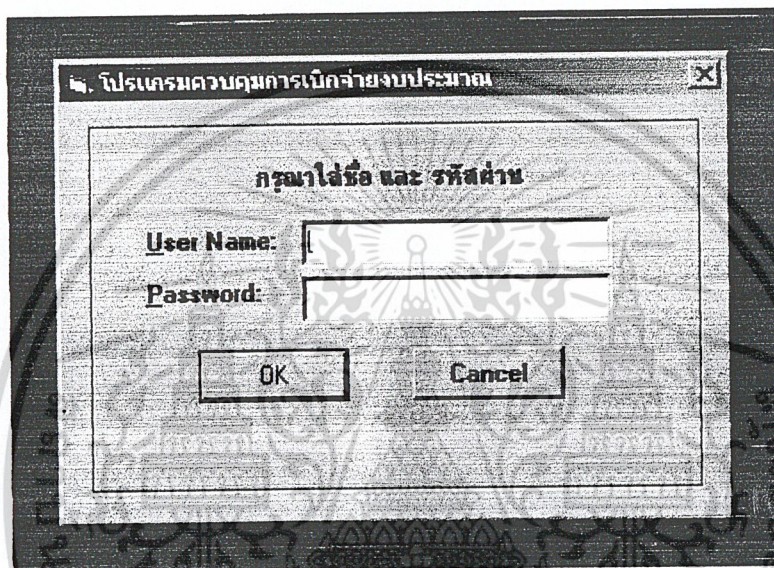 โปรแกรมควบคุมการเบิกจ่ายงบประมาณ
กรุณาใส่ชื่อ และ รหัสผ่าน
User Name:
Password:
OK Cancel